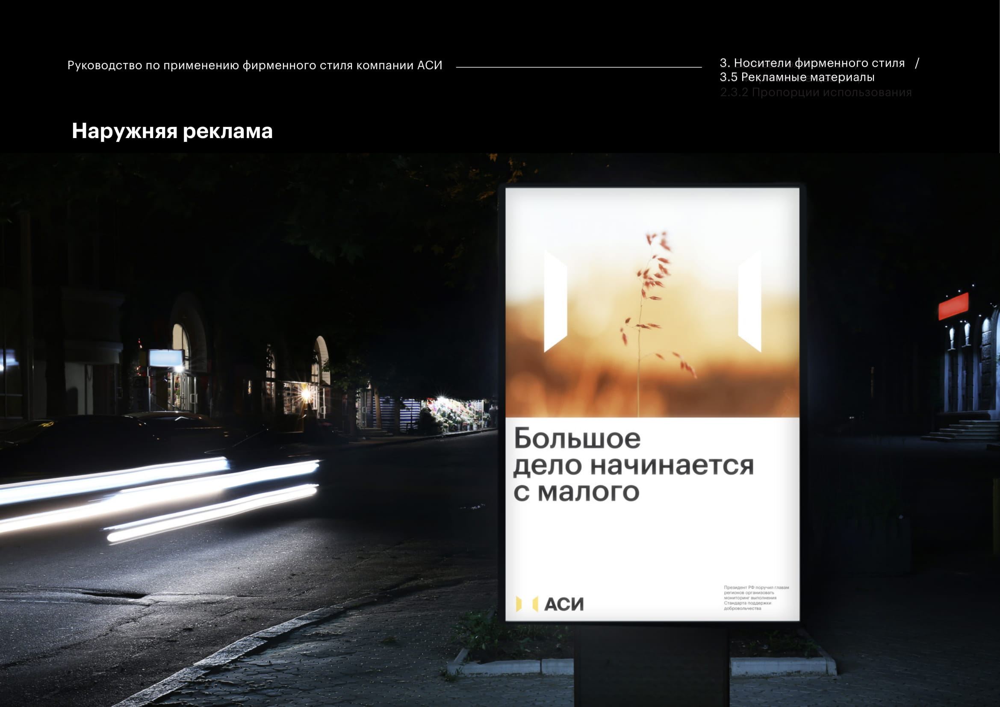 Руководство по применению фирменного стиля компании АСИ
3. Носители фирменного стиля /
3.5 Рекламные материалы
2.3.2 Пропорции использования
Наружняя реклама
Большое
дело начинается
с малого
АСИ
Президент РФ поручил главам
регионов организовать
мониторинг выполнения
Стандарта поддержки
добровольчества